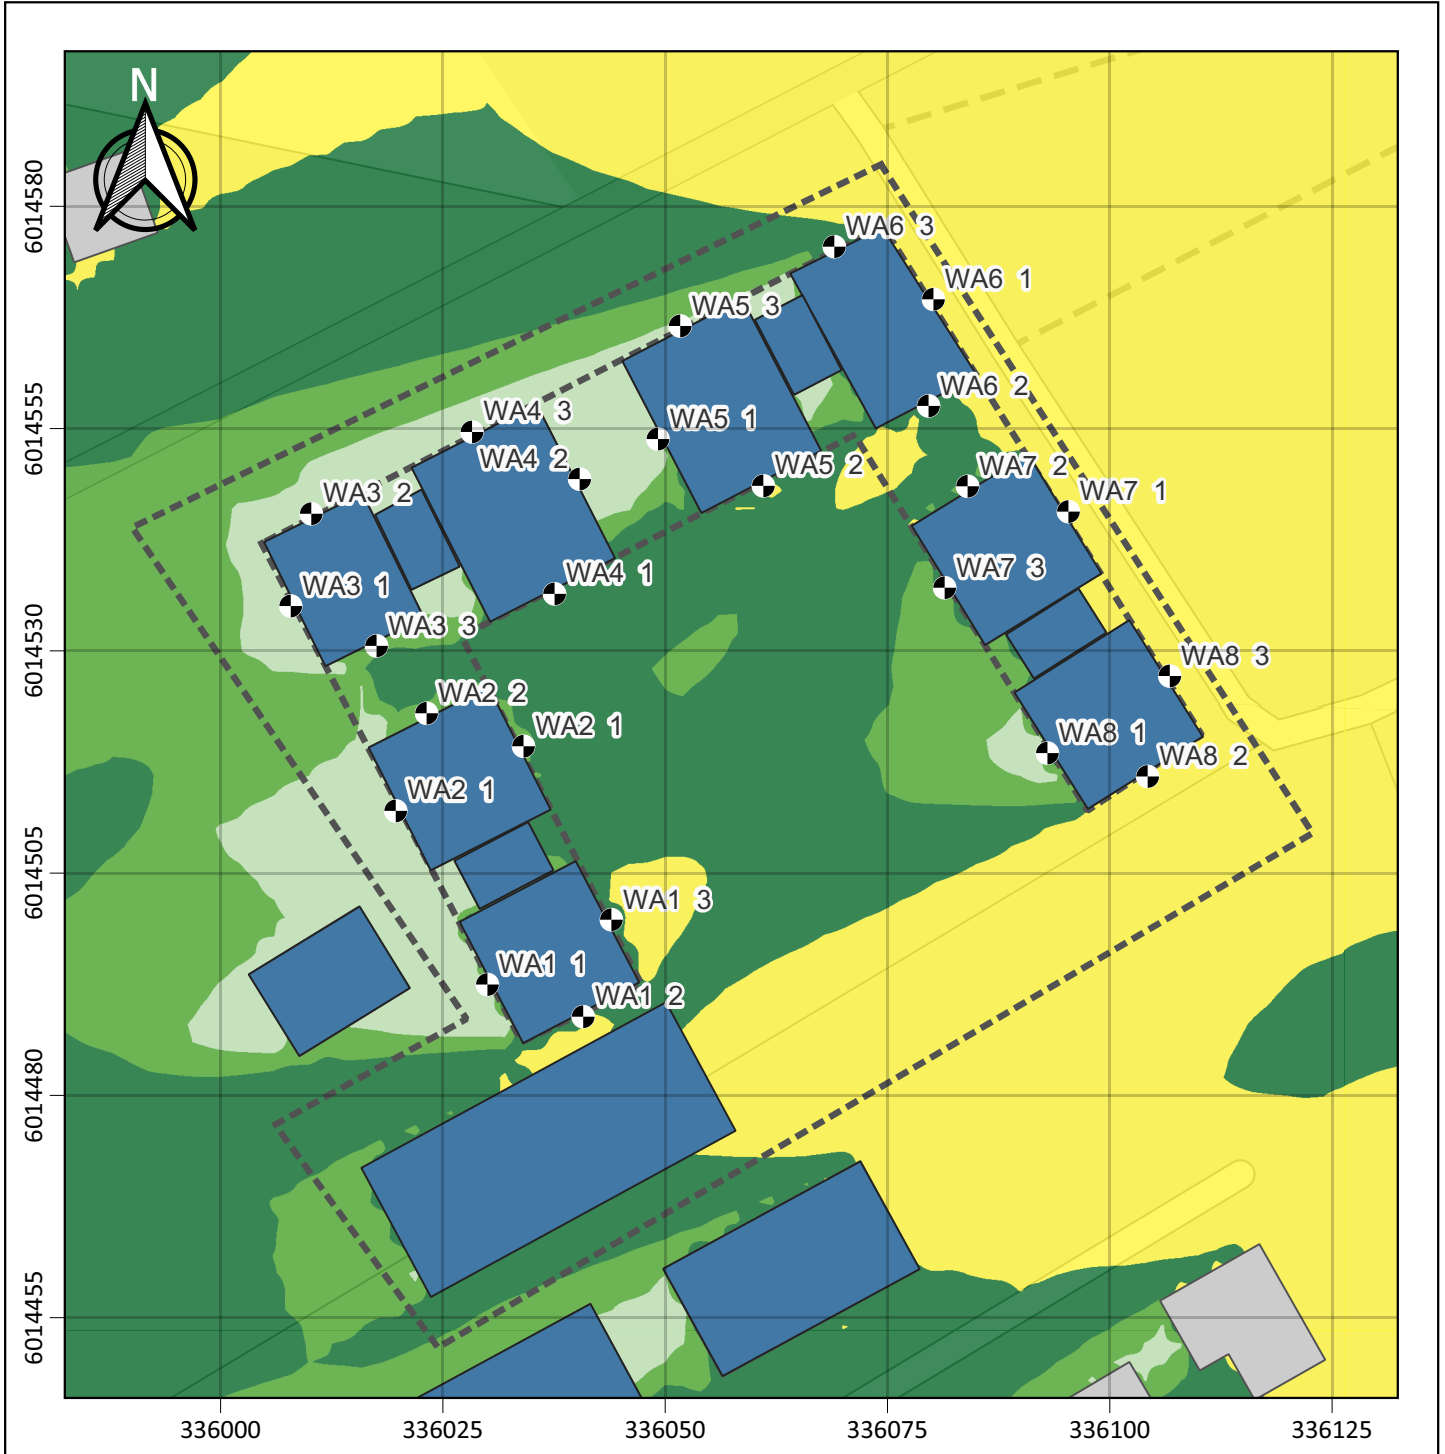 N
6014580
WA6 3
WA6 1
WA5 3
WA6 2
6014555
WA4 3
WA5 1
WA4 2
WA5 2
WA7 2
WA3 2
WA7 1
WA7 3
WA4 1
WA3 1
WA3 3
6014530
WA8 3
WA2 2
WA2 1
WA8 1
WA8 2
WA2 1
6014505
WA1 3
WA1 1
WA1 2
6014480
6014455
336000 336025 336050 336075 336100 336125